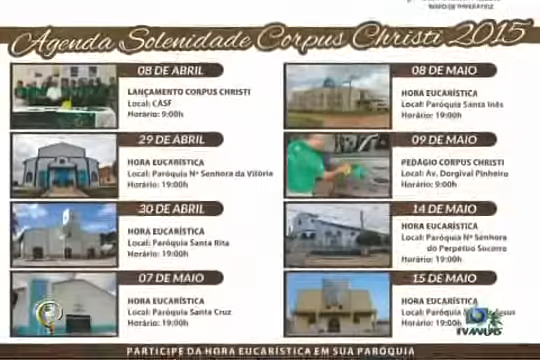 Agenda Solenidade Corpus Christi 2015
08 DE ABRIL
LANÇAMENTO CORPUS CHRISTI
Local: CASF
Horário: 9:00h
29 DE ABRIL
HORA EUCARÍSTICA
Local: Paróquia Nª Senhora da Vitória
Horário: 19:00h
30 DE ABRIL
HORA EUCARÍSTICA
Local: Paróquia Santa Rita
Horário: 19:00h
07 DE MAIO
HORA EUCARÍSTICA
Local: Paróquia Santa Cruz
Horário: 19:00h
08 DE MAIO
HORA EUCARÍSTICA
Local: Paróquia Santa Inês
Horário: 19:00h
09 DE MAIO
PEDÁGIO CORPUS CHRISTI
Local: Av. Dorgival Pinheiro
Horário: 9:00h
14 DE MAIO
HORA EUCARÍSTICA
Local: Paróquia Nª Senhora
do Perpétuo Socorro
Horário: 19:00h
15 DE MAIO
HORA EUCARÍSTICA
Local: Paróquia Jesus
Horário: 19:00h
PARTICIPE DA HORA EUCARÍSTICA EM SUA PARÓQUIA